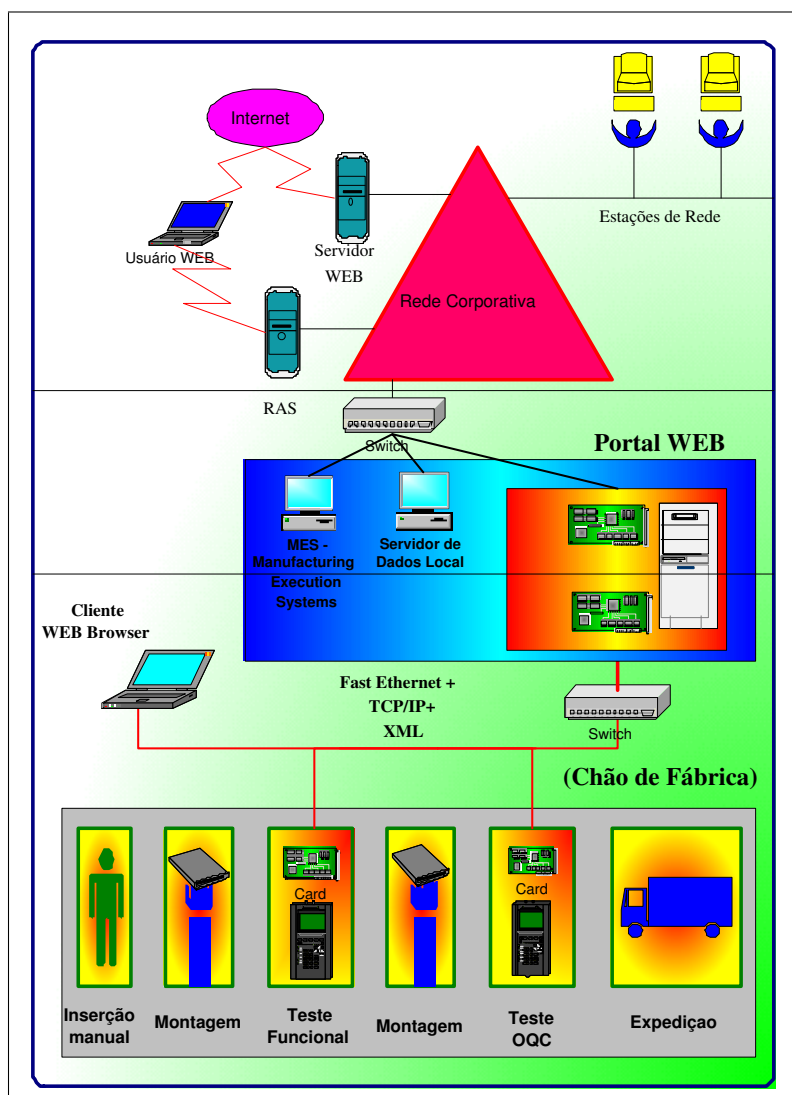 Internet
Usuário WEB
Servidor
WEB
Estações de Rede
Rede Corporativa
RAS
Switch
Portal WEB
MES -
Manufacturing
Execution
Systems
Servidor de
Dados Local
Cliente
WEB Browser
Fast Ethernet +
TCP/IP+
XML
Switch
(Chão de Fábrica)
Card
Card
Inserção
manual
Montagem
Teste
Funcional
Montagem
Teste
OQC
Expediçao